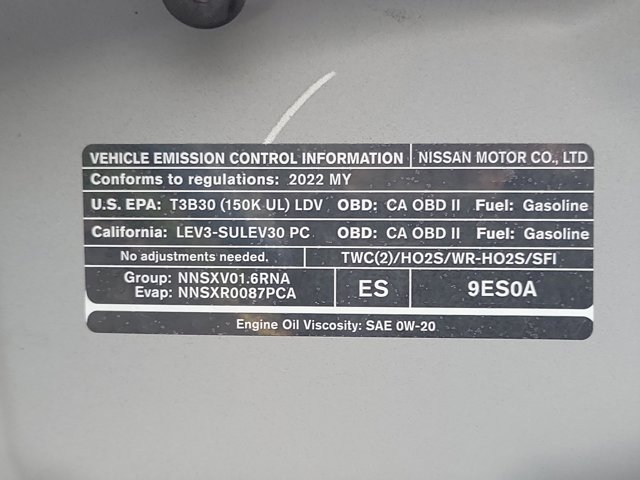 VEHICLE EMISSION CONTROL INFORMATION NISSAN MOTOR CO., LTD
Conforms to regulations: 2022 MY
U.S. EPA: T3B30 (150K UL) LDV OBD: CA OBD II Fuel: Gasoline
California: LEV3-SULEV30 PC OBD: CA OBD II Fuel: Gasoline
No adjustments needed. TWC(2)/HO2S/WR-HO2S/SFI
Group: NNSXV01.6RNA
Evap: NNSXR0087PCA
ES 9ES0A
Engine Oil Viscosity: SAE 0W-20